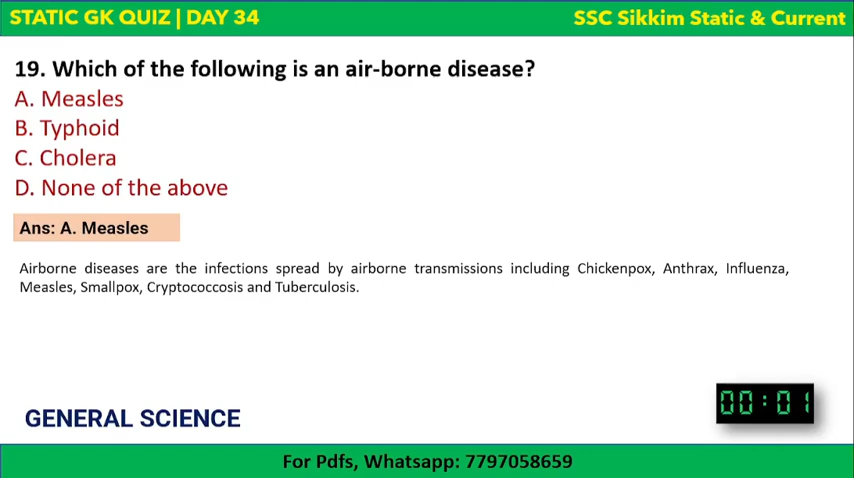 STATIC GK QUIZ | DAY 34
SSC Sikkim Static & Current
19. Which of the following is an air-borne disease?
A. Measles
B. Typhoid
C. Cholera
D. None of the above
Ans: A. Measles
Airborne diseases are the infections spread by airborne transmissions including Chickenpox, Anthrax, Influenza,
Measles, Smallpox, Cryptococcosis and Tuberculosis.
00:01
GENERAL SCIENCE
For Pdfs, Whatsapp: 7797058659